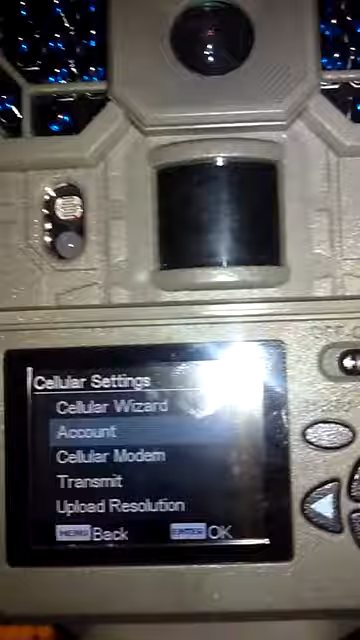 Cellular Settings
Cellular Wizard
Account
Cellular Modem
Transmit
Upload Resolution
MENU Back ENTER OK